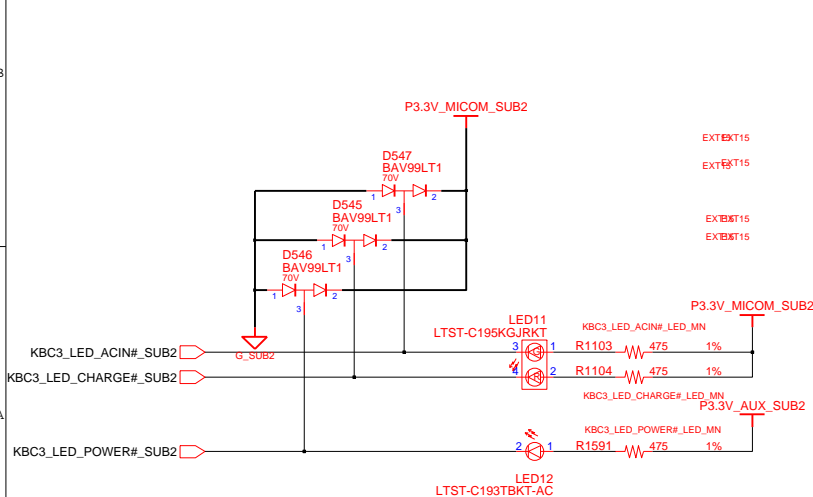 B
P3.3V_MICOM_SUB2
EXT15
EXT15
D547
BAV99LT1
70V
1
2
3
D545
BAV99LT1
70V
1
2
3
EXT15
EXT15
D546
BAV99LT1
70V
1
2
3
P3.3V_MICOM_SUB2
LED11
LTST-C195KGJRKT
KBC3_LED_ACIN#_LED_MN
G_SUB2
KBC3_LED_ACIN#_SUB2
3
1
R1103
475
1%
KBC3_LED_CHARGE#_SUB2
4
2
R1104
475
1%
KBC3_LED_CHARGE#_LED_MN
P3.3V_AUX_SUB2
A
KBC3_LED_POWER#_LED_MN
KBC3_LED_POWER#_SUB2
2
1
R1591
475
1%
LED12
LTST-C193TBKT-AC